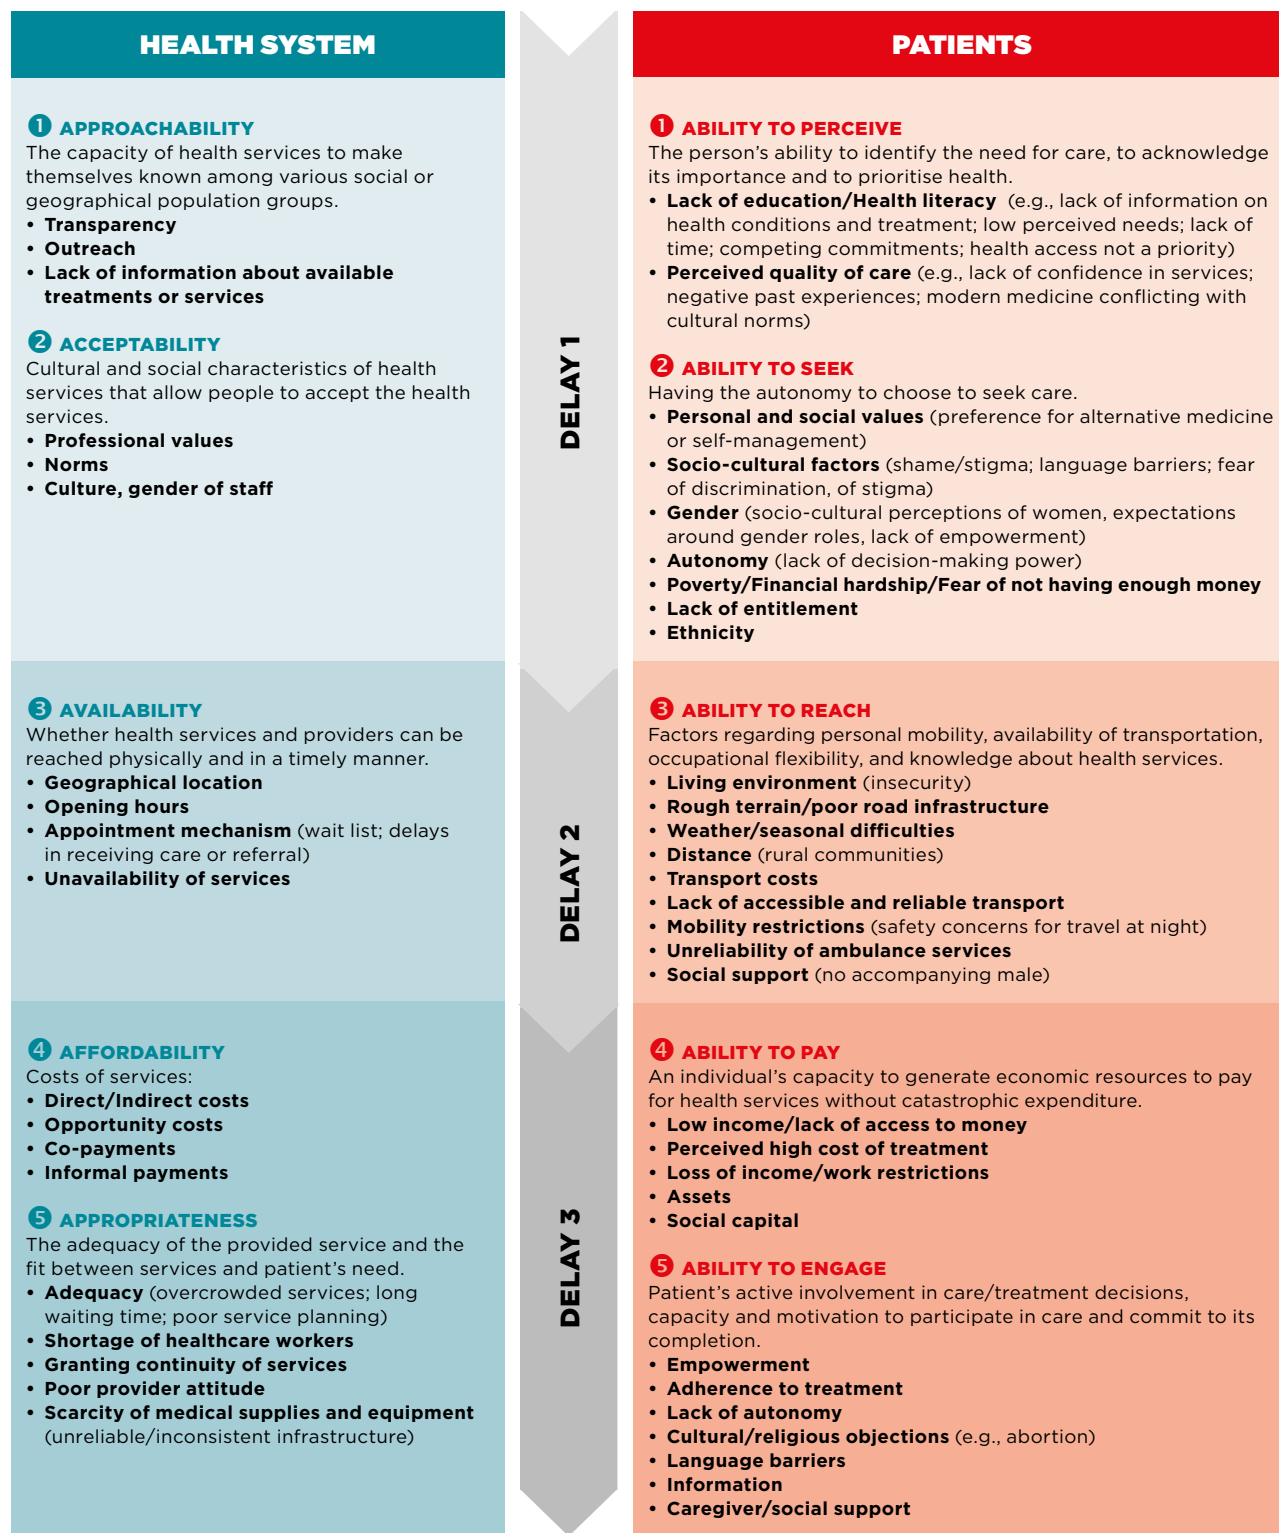 HEALTH SYSTEM
❶ APPROACHABILITY
The capacity of health services to make
themselves known among various social or
geographical population groups.
• Transparency
• Outreach
• Lack of information about available
treatments or services
❷ ACCEPTABILITY
Cultural and social characteristics of health
services that allow people to accept the health
services.
• Professional values
• Norms
• Culture, gender of staff
❸ AVAILABILITY
Whether health services and providers can be
reached physically and in a timely manner.
• Geographical location
• Opening hours
• Appointment mechanism (wait list; delays
in receiving care or referral)
• Unavailability of services
❹ AFFORDABILITY
Costs of services:
• Direct/Indirect costs
• Opportunity costs
• Co-payments
• Informal payments
❺ APPROPRIATENESS
The adequacy of the provided service and the
fit between services and patient's need.
• Adequacy (overcrowded services; long
waiting time; poor service planning)
• Shortage of healthcare workers
• Granting continuity of services
• Poor provider attitude
• Scarcity of medical supplies and equipment
(unreliable/inconsistent infrastructure)
DELAY 1
DELAY 2
DELAY 3
PATIENTS
❶ ABILITY TO PERCEIVE
The person's ability to identify the need for care, to acknowledge
its importance and to prioritise health.
• Lack of education/Health literacy (e.g., lack of information on
health conditions and treatment; low perceived needs; lack of
time; competing commitments; health access not a priority)
• Perceived quality of care (e.g., lack of confidence in services;
negative past experiences; modern medicine conflicting with
cultural norms)
❷ ABILITY TO SEEK
Having the autonomy to choose to seek care.
• Personal and social values (preference for alternative medicine
or self-management)
• Socio-cultural factors (shame/stigma; language barriers; fear
of discrimination, of stigma)
• Gender (socio-cultural perceptions of women, expectations
around gender roles, lack of empowerment)
• Autonomy (lack of decision-making power)
• Poverty/Financial hardship/Fear of not having enough money
• Lack of entitlement
• Ethnicity
❸ ABILITY TO REACH
Factors regarding personal mobility, availability of transportation,
occupational flexibility, and knowledge about health services.
• Living environment (insecurity)
• Rough terrain/poor road infrastructure
• Weather/seasonal difficulties
• Distance (rural communities)
• Transport costs
• Lack of accessible and reliable transport
• Mobility restrictions (safety concerns for travel at night)
• Unreliability of ambulance services
• Social support (no accompanying male)
❹ ABILITY TO PAY
An individual's capacity to generate economic resources to pay
for health services without catastrophic expenditure.
• Low income/lack of access to money
• Perceived high cost of treatment
• Loss of income/work restrictions
• Assets
• Social capital
❺ ABILITY TO ENGAGE
Patient's active involvement in care/treatment decisions,
capacity and motivation to participate in care and commit to its
completion.
• Empowerment
• Adherence to treatment
• Lack of autonomy
• Cultural/religious objections (e.g., abortion)
• Language barriers
• Information
• Caregiver/social support